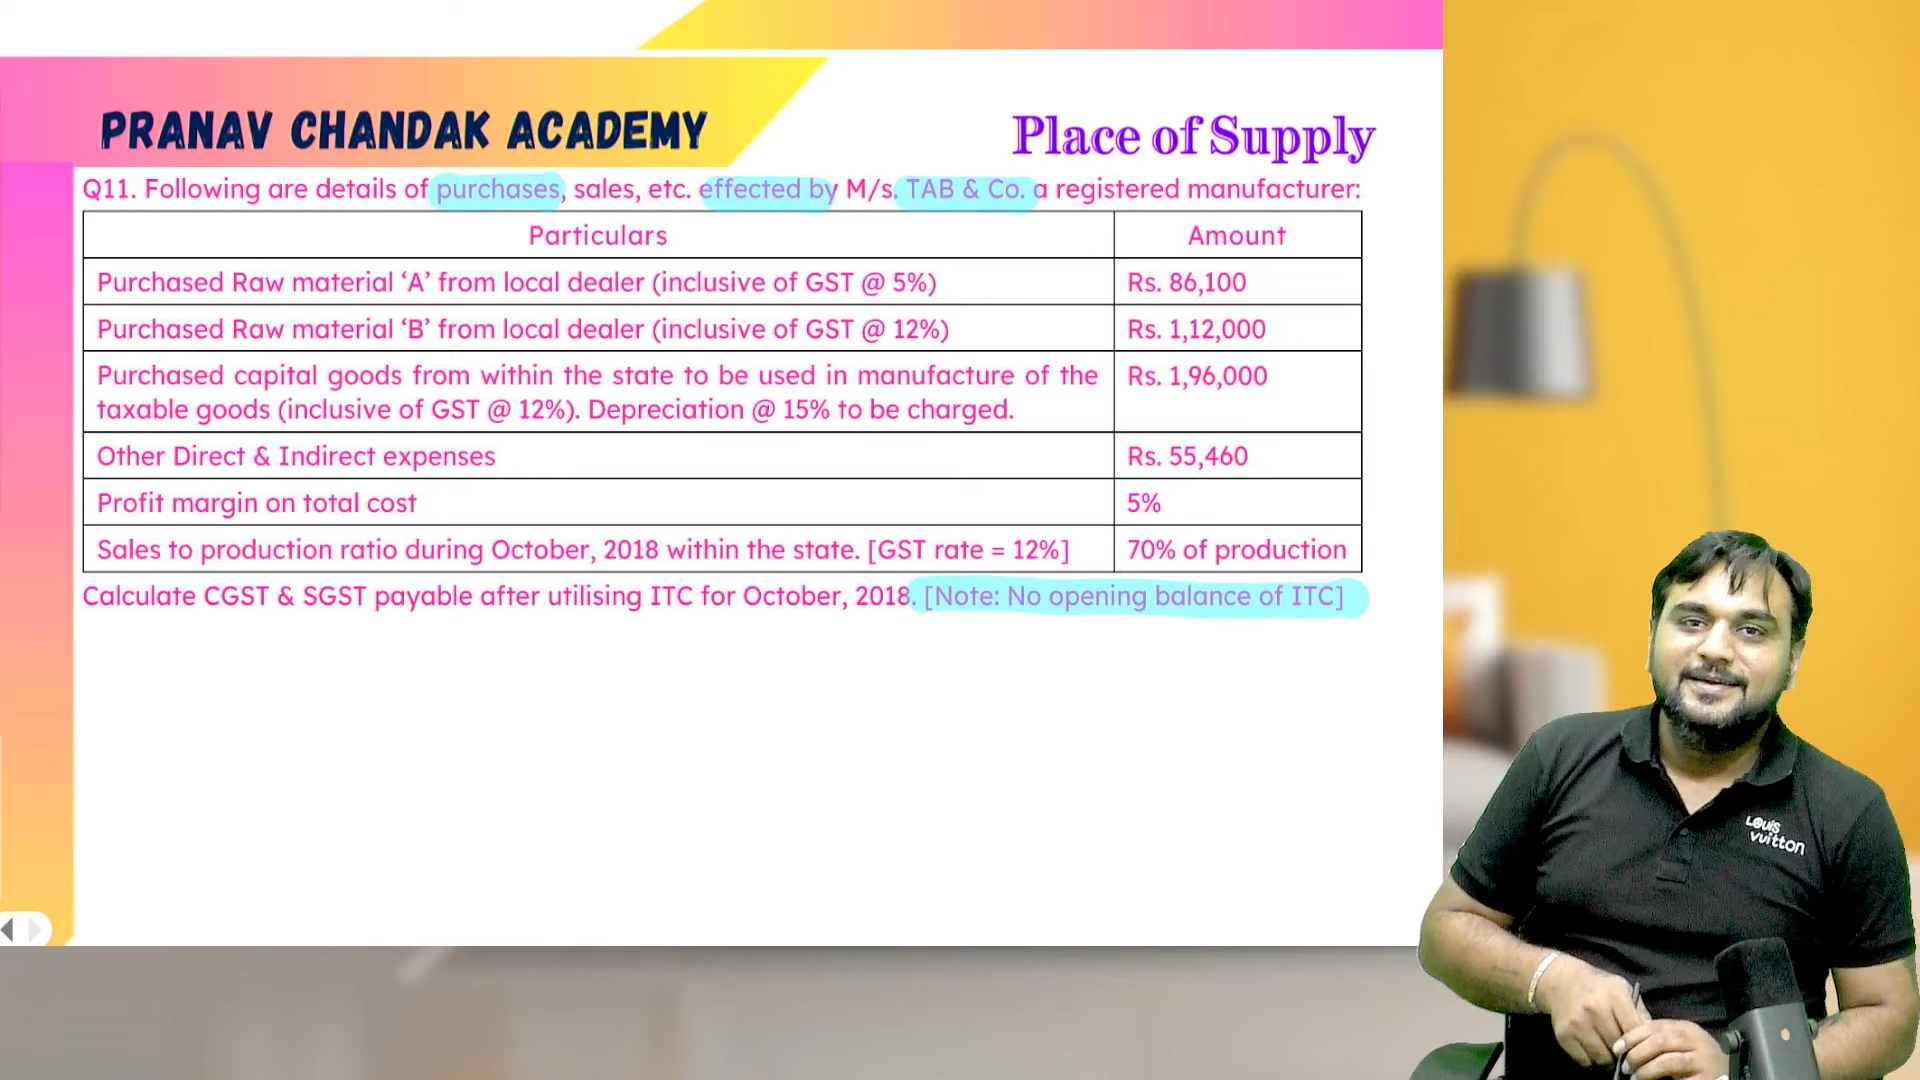 PRANAV CHANDAK ACADEMY
Place of Supply
Q11. Following are details of purchases, sales, etc. effected by M/s. TAB & Co. a registered manufacturer:
Particulars
Amount
Purchased Raw material ‘A’ from local dealer (inclusive of GST @ 5%)
Rs. 86,100
Purchased Raw material ‘B’ from local dealer (inclusive of GST @ 12%)
Rs. 1,12,000
Purchased capital goods from within the state to be used in manufacture of the
taxable goods (inclusive of GST @ 12%). Depreciation @ 15% to be charged.
Rs. 1,96,000
Other Direct & Indirect expenses
Rs. 55,460
Profit margin on total cost
5%
Sales to production ratio during October, 2018 within the state. [GST rate = 12%]
70% of production
Calculate CGST & SGST payable after utilising ITC for October, 2018. [Note: No opening balance of ITC]
Louis
Vuitton